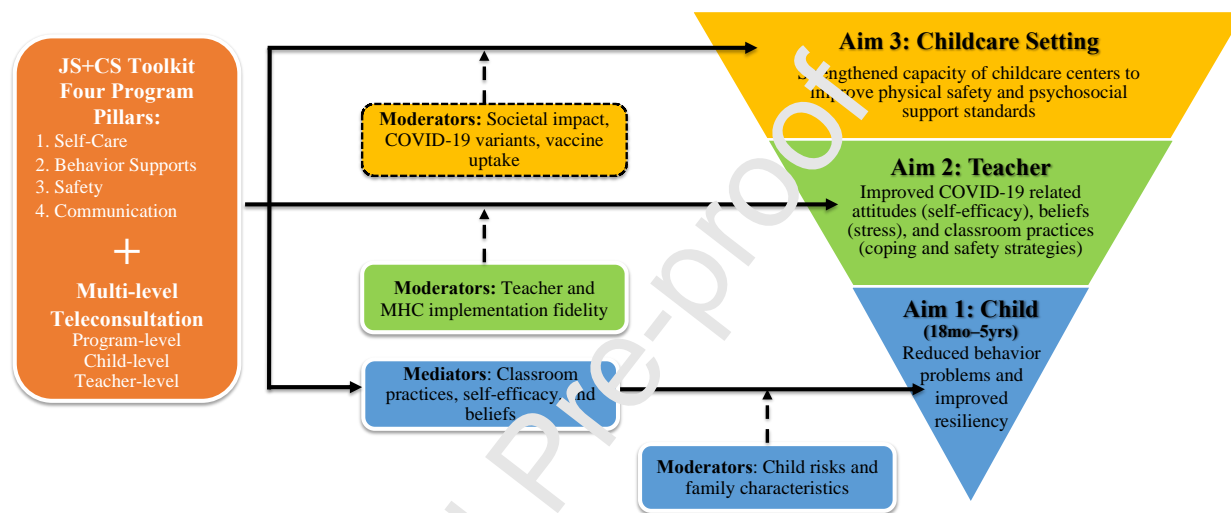 JS+CS Toolkit
Four Program
Pillars:
1. Self-Care
2. Behavior Supports
3. Safety
4. Communication
+
Multi-level
Teleconsultation
Program-level
Child-level
Teacher-level
Moderators: Societal impact,
COVID-19 variants, vaccine
uptake
Moderators: Teacher and
MHC implementation fidelity
Mediators: Classroom
practices, self-efficacy, and
beliefs
Moderators: Child risks and
family characteristics
Aim 3: Childcare Setting
Strengthened capacity of childcare centers to
improve physical safety and psychosocial
support standards
Aim 2: Teacher
Improved COVID-19 related
attitudes (self-efficacy), beliefs
(stress), and classroom practices
(coping and safety strategies)
Aim 1: Child
(18mo–5yrs)
Reduced behavior
problems and
improved
resiliency
Pre-proof